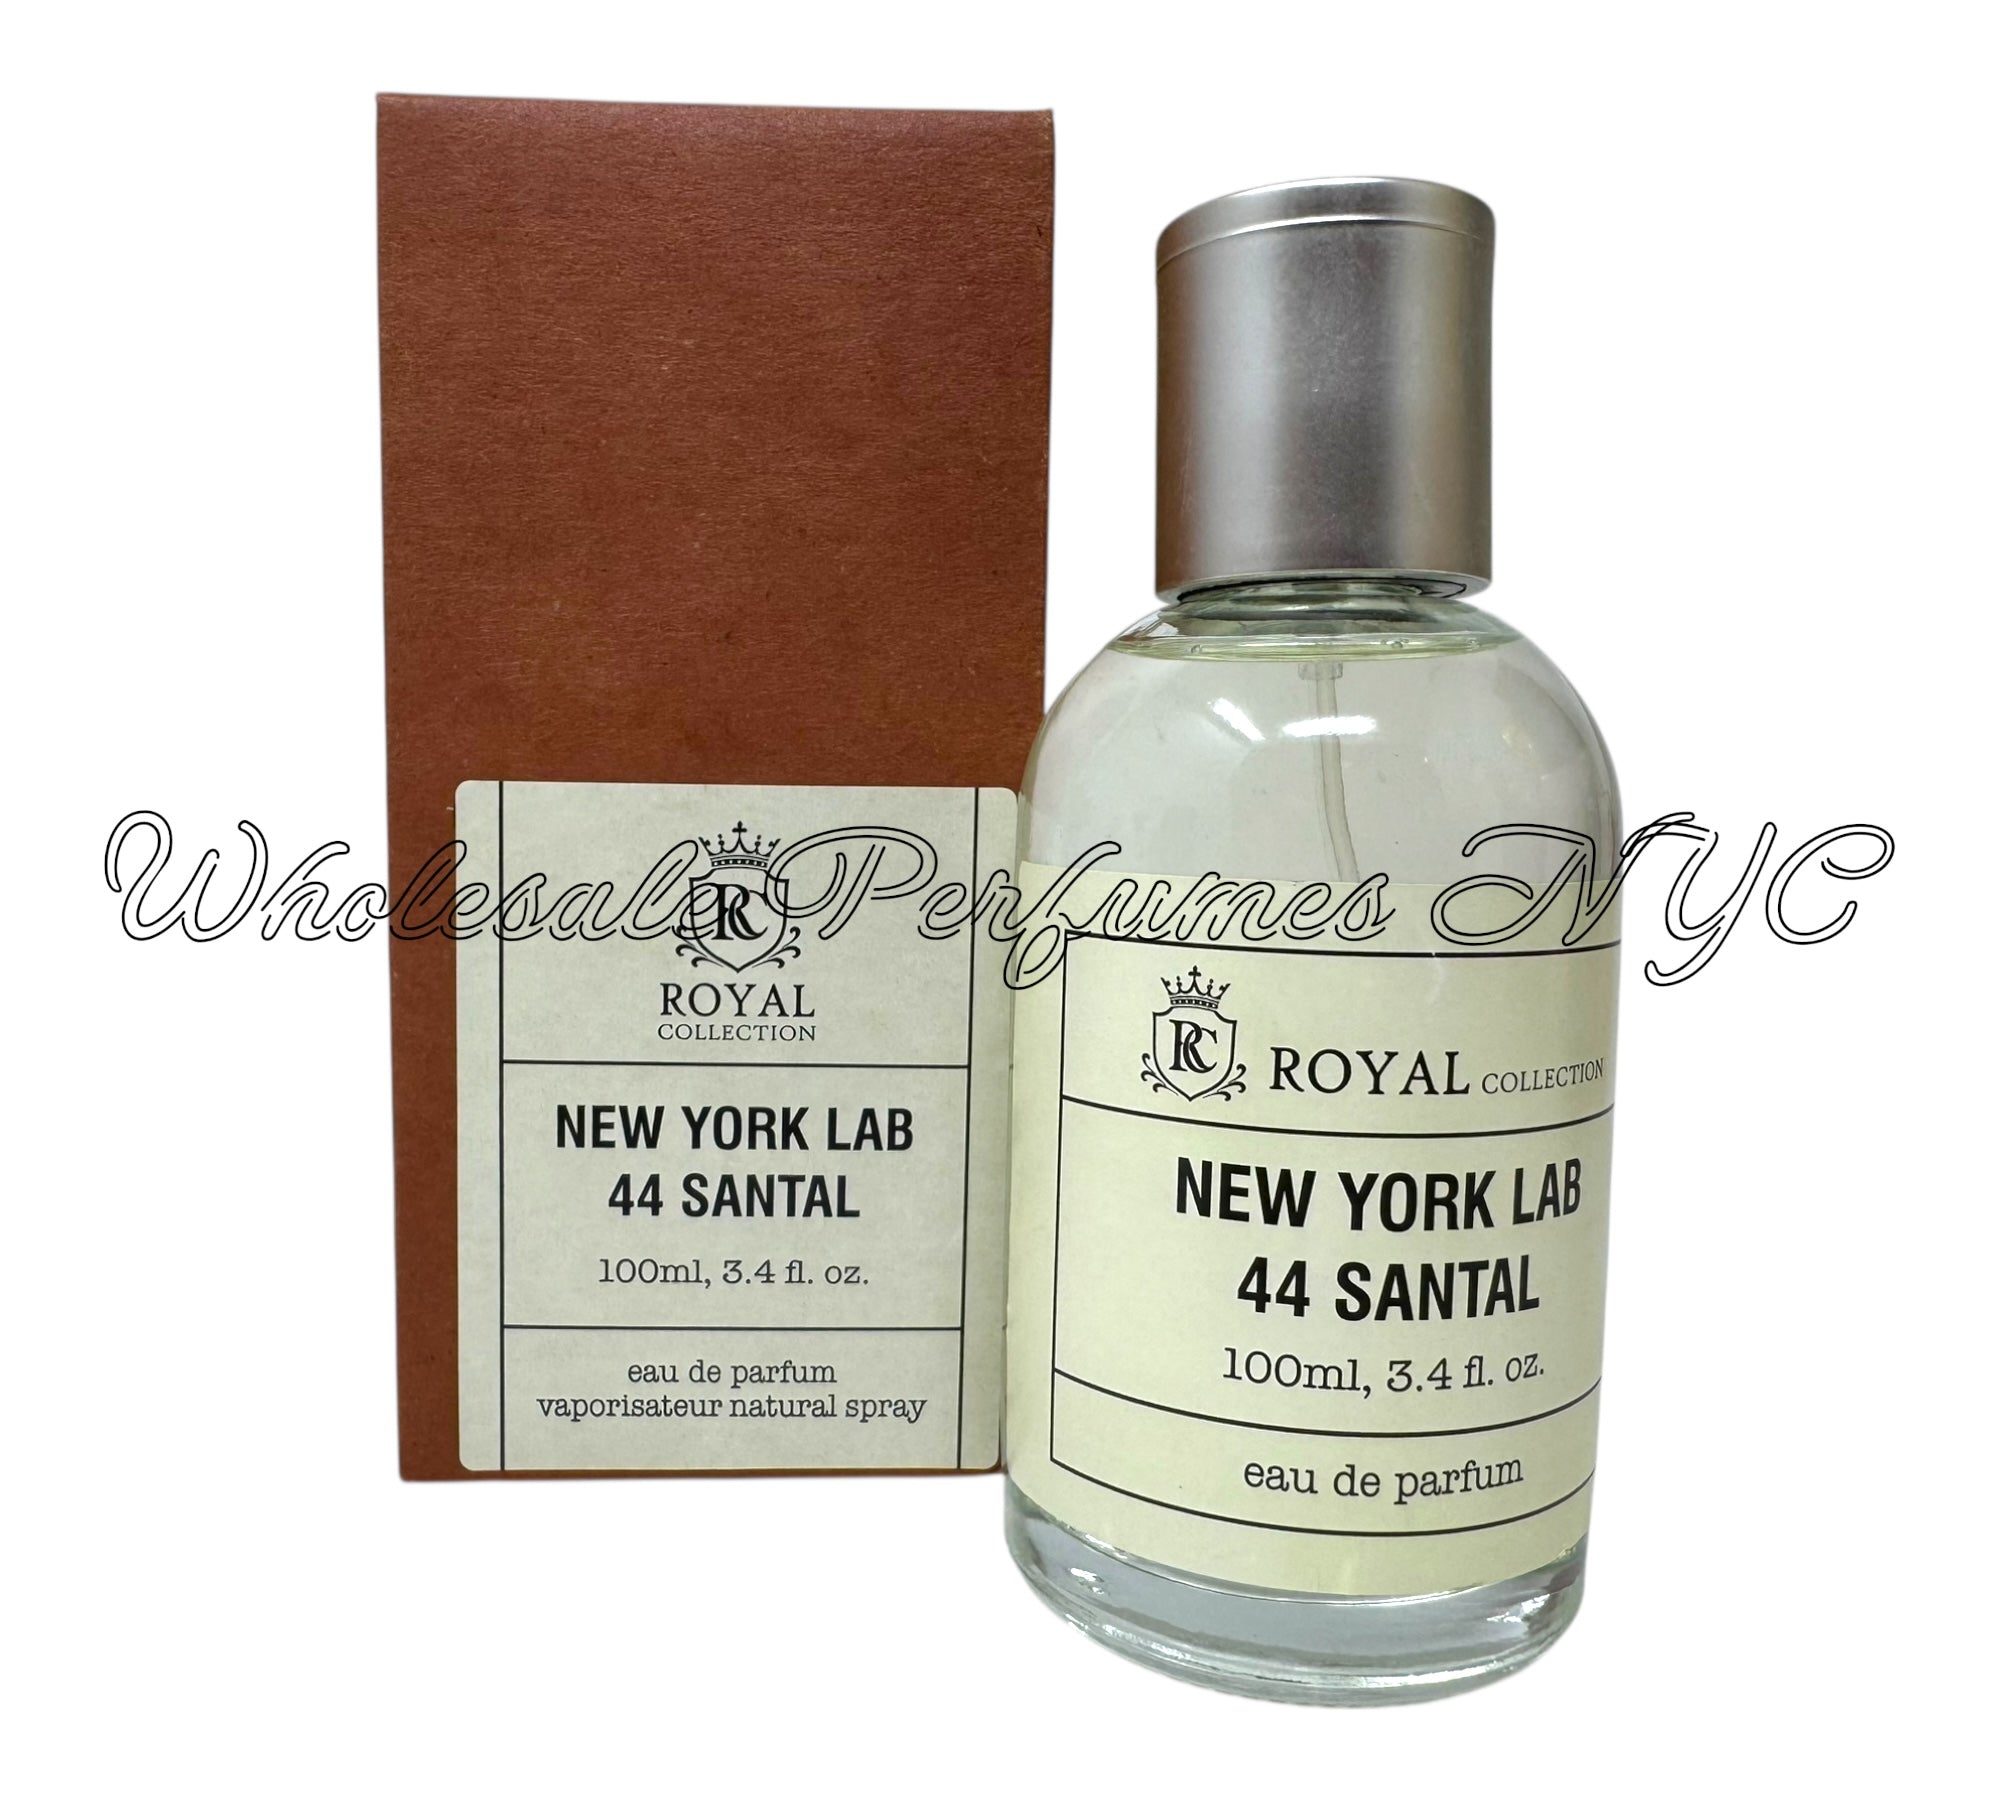 Wholesale Perfumes NYC
RC
ROYAL
COLLECTION
NEW YORK LAB
44 SANTAL
100ml, 3.4 fl. oz.
eau de parfum
vaporisateur natural spray
RC
ROYAL COLLECTION
NEW YORK LAB
44 SANTAL
100ml, 3.4 fl. oz.
eau de parfum